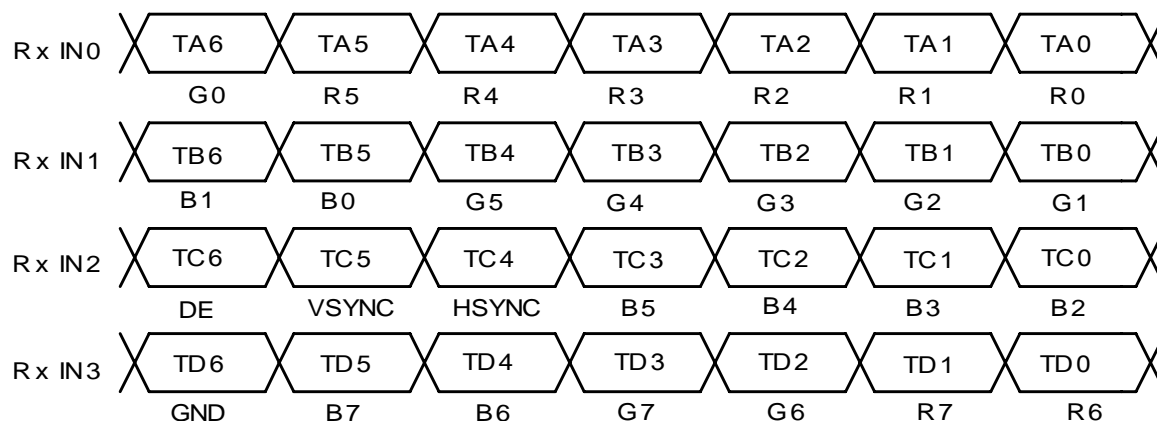 Rx IN0 TA6 TA5 TA4 TA3 TA2 TA1 TA0
G0 R5 R4 R3 R2 R1 R0
Rx IN1 TB6 TB5 TB4 TB3 TB2 TB1 TB0
B1 B0 G5 G4 G3 G2 G1
Rx IN2 TC6 TC5 TC4 TC3 TC2 TC1 TC0
DE VSYNC HSYNC B5 B4 B3 B2
Rx IN3 TD6 TD5 TD4 TD3 TD2 TD1 TD0
GND B7 B6 G7 G6 R7 R6